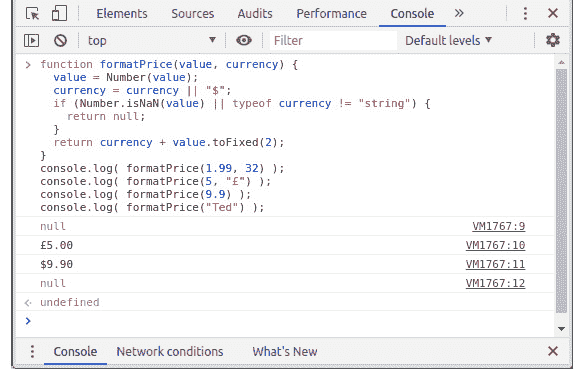 Elements Sources Audits Performance Console »
top ▼ Filter Default levels ▼
> function formatPrice(value, currency) {
value = Number(value);
currency = currency || "$";
if (Number.isNaN(value) || typeof currency != "string") {
return null;
}
return currency + value.toFixed(2);
}
console.log( formatPrice(1.99, 32) );
console.log( formatPrice(5, "£") );
console.log( formatPrice(9.9) );
console.log( formatPrice("Ted") );
null VM1767:9
£5.00 VM1767:10
$9.90 VM1767:11
null VM1767:12
undefined
>
Console Network conditions What's New